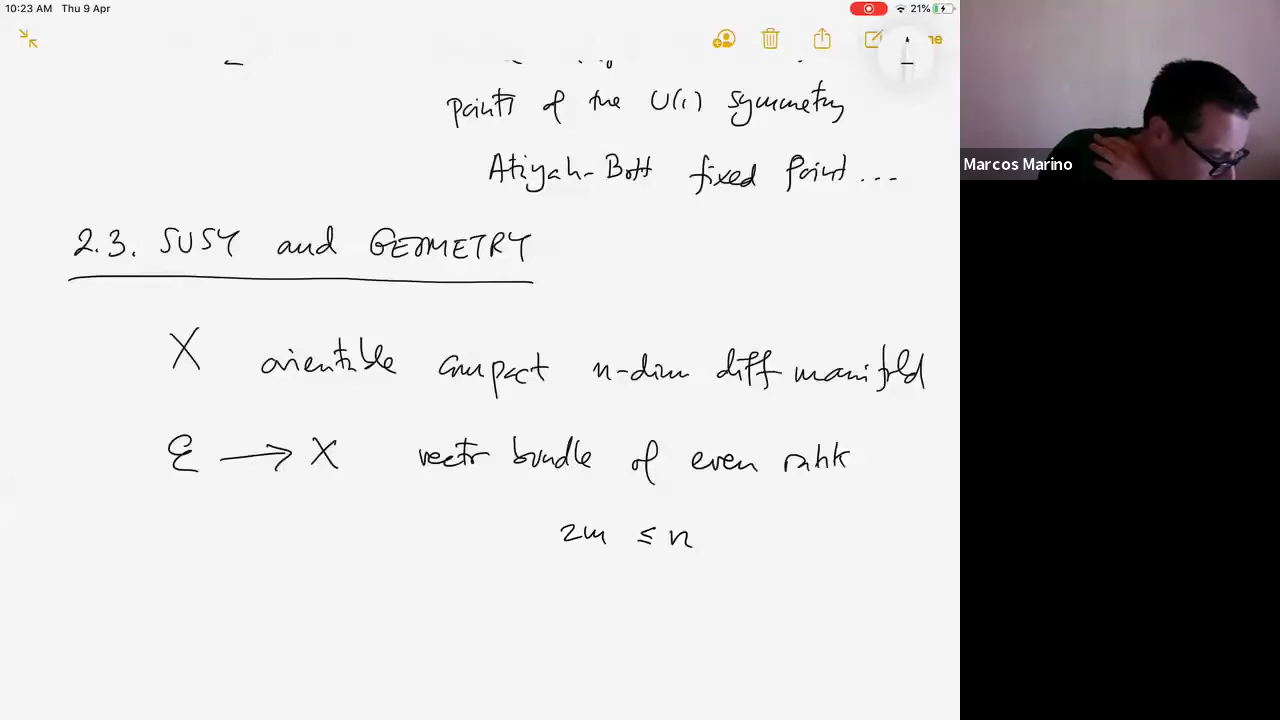 10:23 AM Thu 9 Apr
21%
points of the U(1) symmetry
Atiyah-Bott fixed point...
2.3. SUSY and GEOMETRY
X orientable compact n-dim diff manifold
E → X vector bundle of even rank
2m ≤ n
Marcos Marino